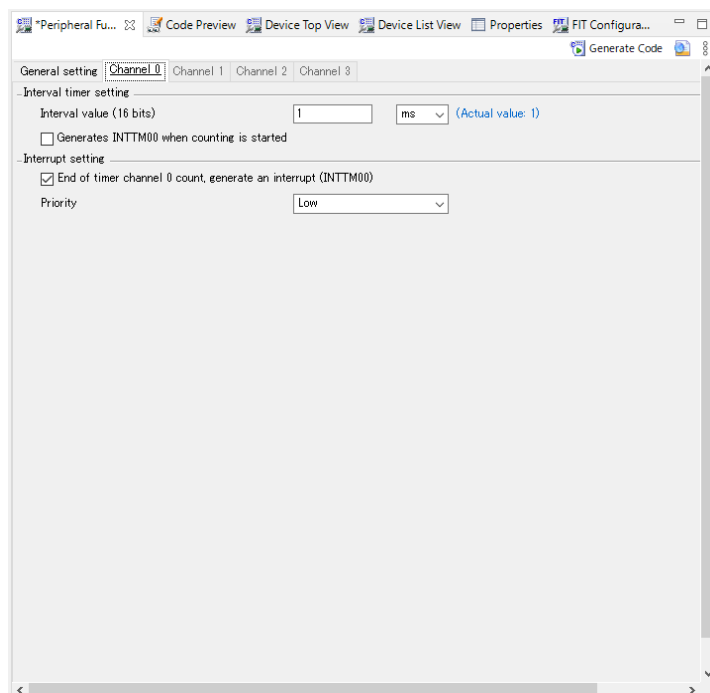 *Peripheral Fu... Code Preview Device Top View Device List View Properties FIT Configura...
Generate Code
General setting Channel 0 Channel 1 Channel 2 Channel 3
Interval timer setting
Interval value (16 bits) 1 ms (Actual value: 1)
Generates INTTM00 when counting is started
Interrupt setting
End of timer channel 0 count, generate an interrupt (INTTM00)
Priority Low